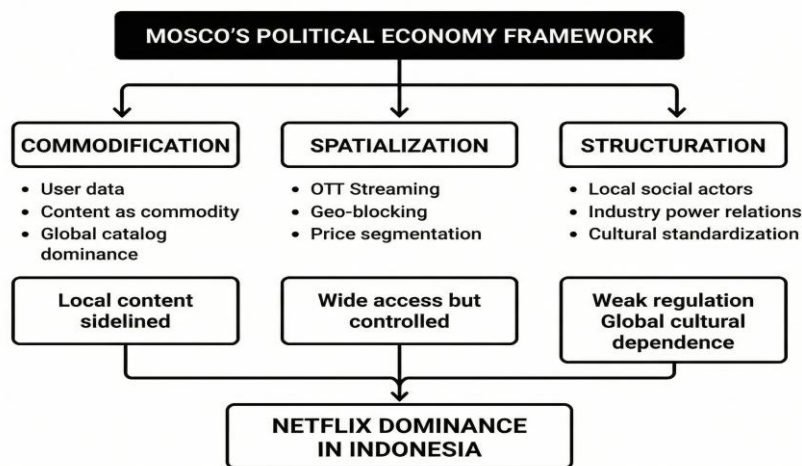 MOSCO'S POLITICAL ECONOMY FRAMEWORK
COMMODIFICATION
• User data
• Content as commodity
• Global catalog
dominance
Local content
sidelined
SPATIALIZATION
• OTT Streaming
• Geo-blocking
• Price segmentation
Wide access but
controlled
STRUCTURATION
• Local social actors
• Industry power relations
• Cultural standardization
Weak regulation
Global cultural
dependence
NETFLIX DOMINANCE
IN INDONESIA